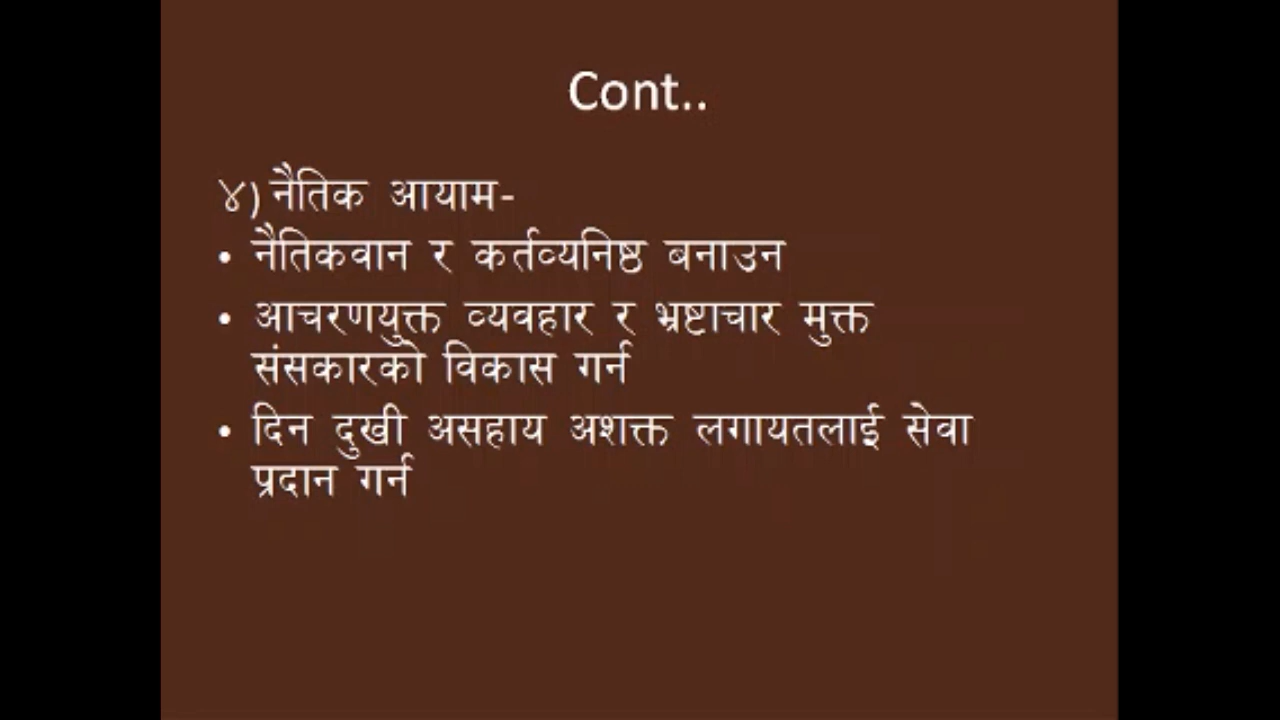 Cont..
४) नैतिक आयाम-
• नैतिकवान र कर्तव्यनिष्ठ बनाउन
• आचरणयुक्त व्यवहार र भ्रष्टाचार मुक्त
संसकारको विकास गर्न
• दिन दुखी असहाय अशक्त लगायतलाई सेवा
प्रदान गर्न